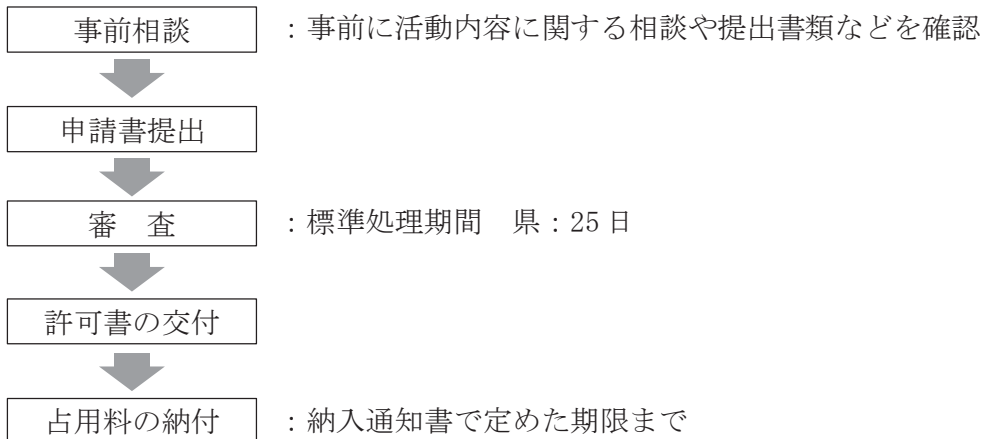 事前相談 ：事前に活動内容に関する相談や提出書類などを確認
申請書提出
審　査 ：標準処理期間　県：25日
許可書の交付
占用料の納付 ：納入通知書で定めた期限まで